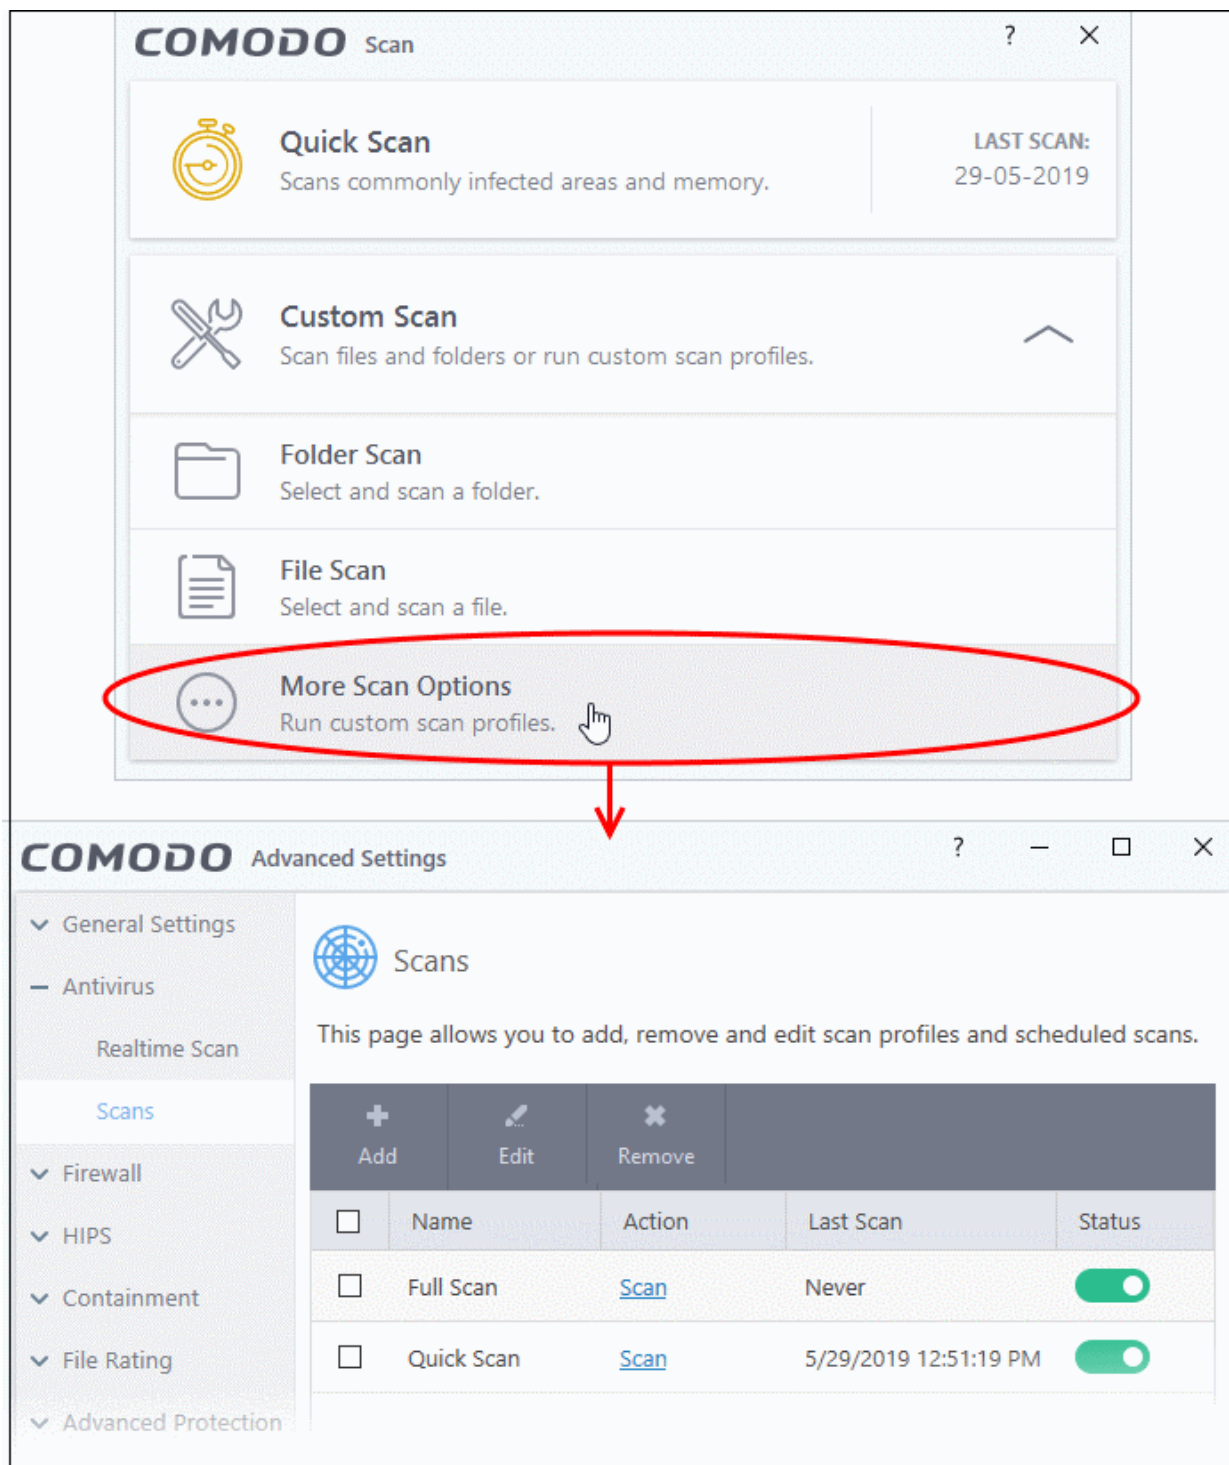 COMODO Scan ?
Quick Scan
Scans commonly infected areas and memory.
LAST SCAN:
29-05-2019
Custom Scan
Scan files and folders or run custom scan profiles.
Folder Scan
Select and scan a folder.
File Scan
Select and scan a file.
More Scan Options
Run custom scan profiles.
COMODO Advanced Settings ?
General Settings
Antivirus
Realtime Scan
Scans
Firewall
HIPS
Containment
File Rating
Advanced Protection
Scans
This page allows you to add, remove and edit scan profiles and scheduled scans.
Add Edit Remove
Name Action Last Scan Status
Full Scan Scan Never
Quick Scan Scan 5/29/2019 12:51:19 PM